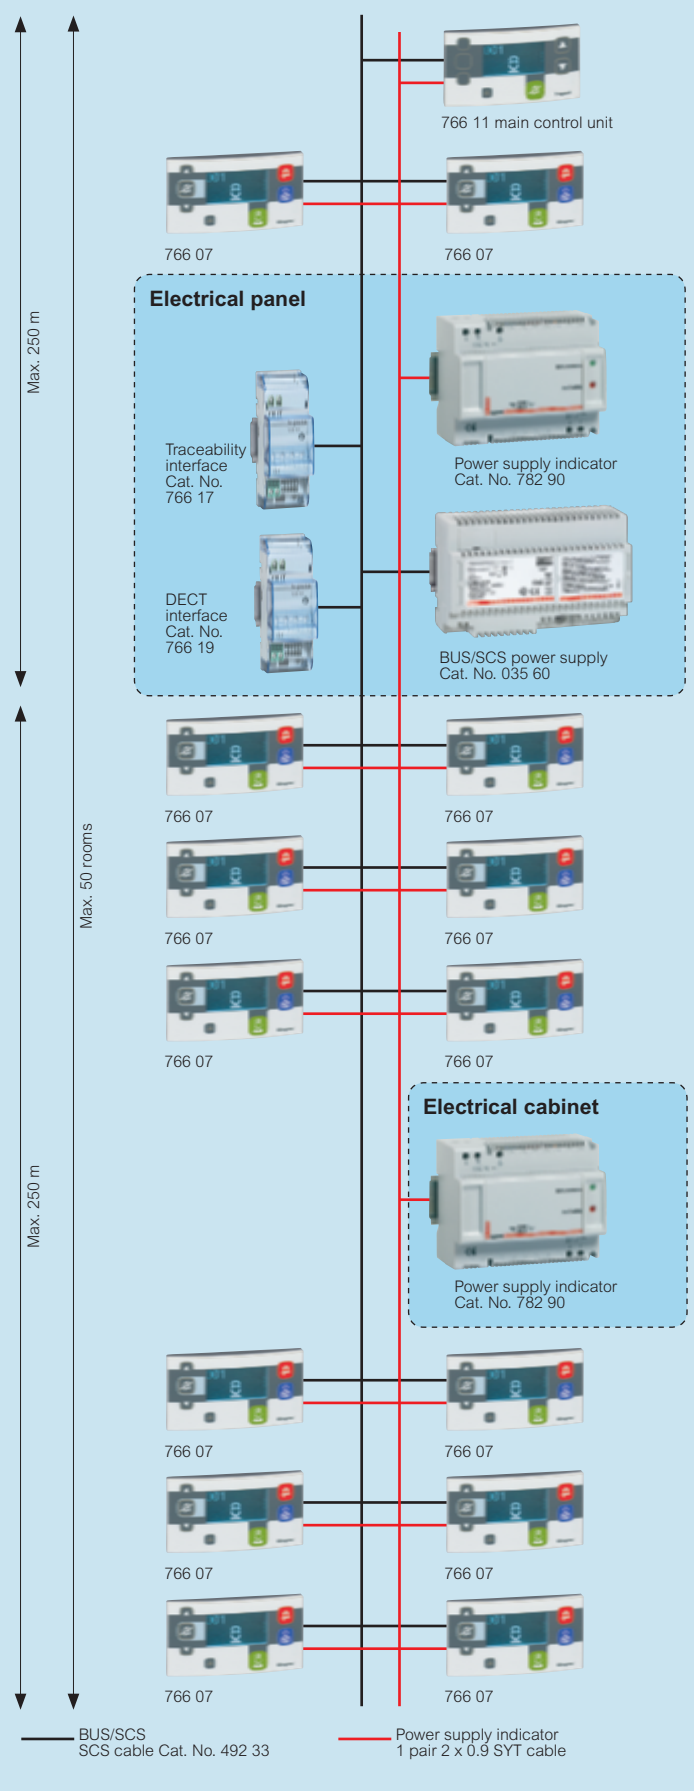 766 11 main control unit
766 07
766 07
Electrical panel
Max. 250 m
Traceability
interface
Cat. No.
766 17
Power supply indicator
Cat. No. 782 90
DECT
interface
Cat. No.
766 19
BUS/SCS power supply
Cat. No. 035 60
766 07
766 07
Max. 50 rooms
766 07
766 07
766 07
766 07
Electrical cabinet
Max. 250 m
Power supply indicator
Cat. No. 782 90
766 07
766 07
766 07
766 07
766 07
766 07
BUS/SCS
SCS cable Cat. No. 492 33
Power supply indicator
1 pair 2 x 0.9 SYT cable